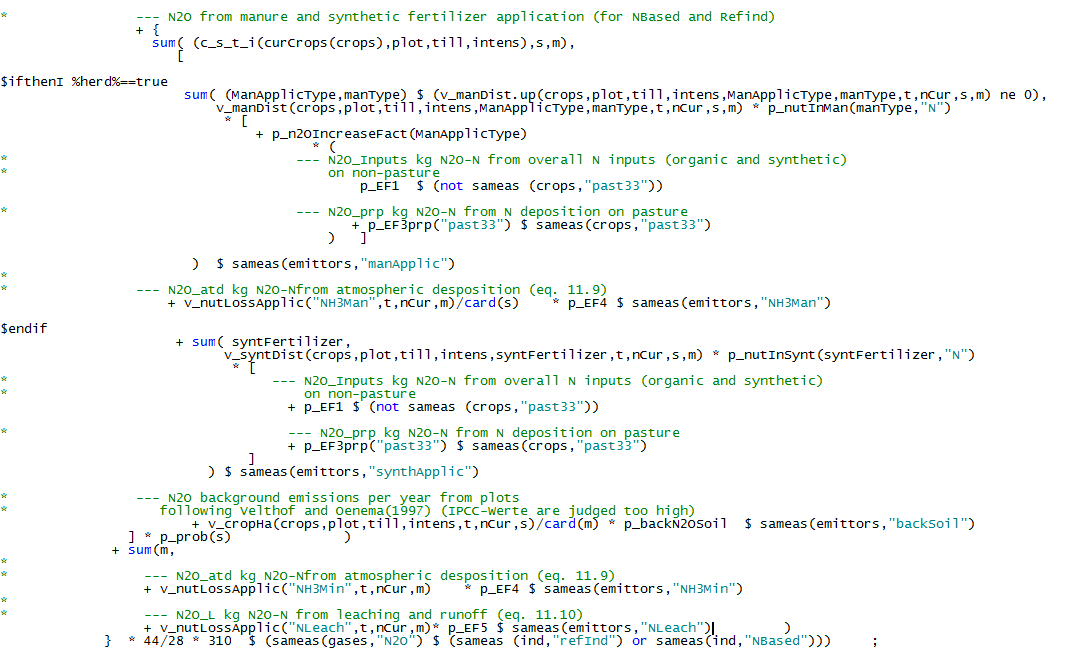 * --- N2O from manure and synthetic fertilizer application (for NBased and Refind)
+ {
sum( (c_s_t_i(curCrops(crops),plot,till,intens),s,m),
[
$ifthenI %herd%==true
sum( (ManApplicType,manType) $ (v_manDist.up(crops,plot,till,intens,ManApplicType,manType,t,nCur,s,m) ne 0),
v_manDist(crops,plot,till,intens,ManApplicType,manType,t,nCur,s,m) * p_nutInMan(manType,"N")
* [
+ p_n2OIncreaseFact(ManApplicType)
* (
* --- N2O_Inputs kg N2O-N from overall N inputs (organic and synthetic)
* on non-pasture
p_EF1 $ (not sameas (crops,"past33"))
* --- N2O_prp kg N2O-N from N deposition on pasture
+ p_EF3prp("past33") $ sameas(crops,"past33")
) ]
) $ sameas(emittors,"manApplic")
*
* --- N2O_atd kg N2O-Nfrom atmospheric desposition (eq. 11.9)
+ v_nutLossApplic("NH3Man",t,nCur,m)/card(s) * p_EF4 $ sameas(emittors,"NH3Man")
$endif
+ sum( syntFertilizer,
v_syntDist(crops,plot,till,intens,syntFertilizer,t,nCur,s,m) * p_nutInSynt(syntFertilizer,"N")
* [
* --- N2O_Inputs kg N2O-N from overall N inputs (organic and synthetic)
* on non-pasture
+ p_EF1 $ (not sameas (crops,"past33"))
* --- N2O_prp kg N2O-N from N deposition on pasture
+ p_EF3prp("past33") $ sameas(crops,"past33")
]
) $ sameas(emittors,"synthApplic")
* --- N2O background emissions per year from plots
* following Velthof and Oenema(1997) (IPCC-Werte are judged too high)
+ v_cropHa(crops,plot,till,intens,t,nCur,s)/card(m) * p_backN2OSoil $ sameas(emittors,"backSoil")
] * p_prob(s) )
+ sum(m,
*
* --- N2O_atd kg N2O-Nfrom atmospheric desposition (eq. 11.9)
+ v_nutLossApplic("NH3Min",t,nCur,m) * p_EF4 $ sameas(emittors,"NH3Min")
*
* --- N2O_L kg N2O-N from leaching and runoff (eq. 11.10)
+ v_nutLossApplic("NLeach",t,nCur,m)* p_EF5 $ sameas(emittors,"NLeach") )
} * 44/28 * 310 $ (sameas(gases,"N2O") $ (sameas (ind,"refInd") or sameas(ind,"NBased"))) ;